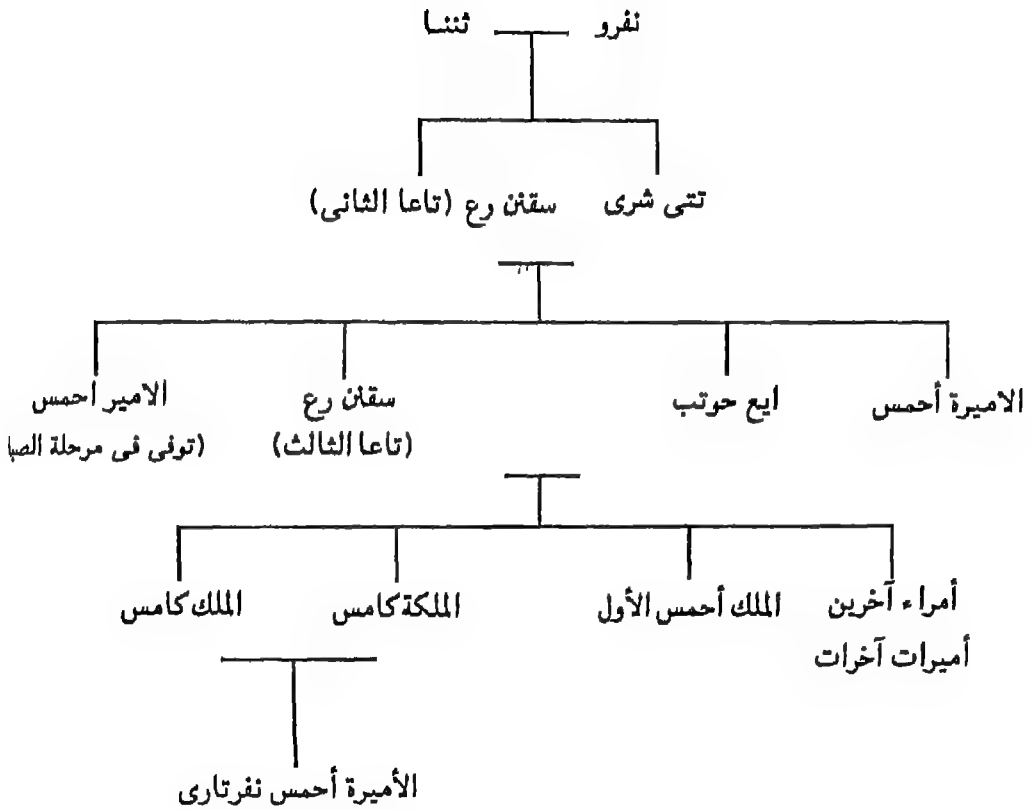 نفرو ثننا
تتى شرى سقنن رع (تاعا الثانى)
الاميرة أحمس ايع حوتب سقنن رع الامير احمس
(تاعا الثالث) (توفى فى مرحلة الصبا
أمراء آخرين الملك أحمس الأول الملكة كامس الملك كامس
أميرات آخرات
الأميرة أحمس نفرتارى